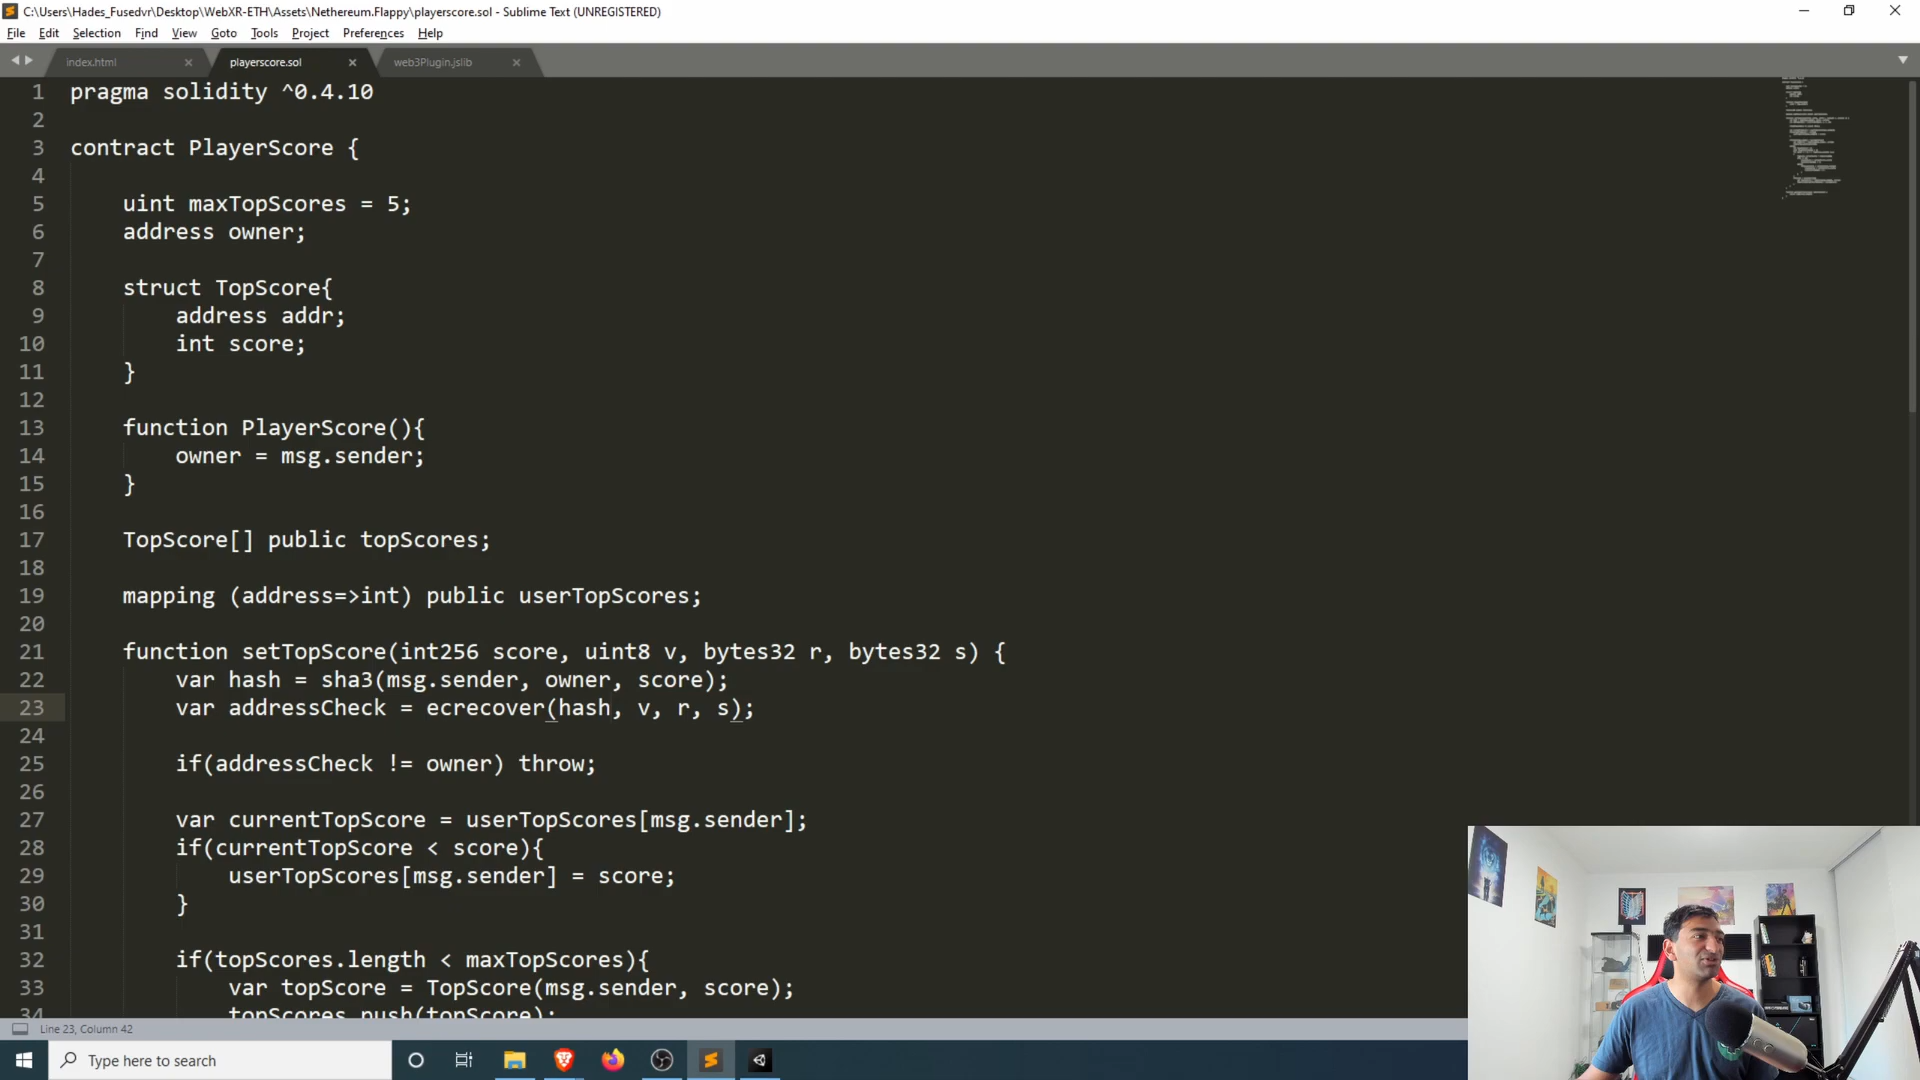 C:\Users\Hades_Fusedvr\Desktop\WebXR-ETH\Assets\Nethereum.Flappy\playerscore.sol - Sublime Text (UNREGISTERED)
File Edit Selection Find View Goto Tools Project Preferences Help
index.html playerscore.sol web3Plugin.jslib
1 pragma solidity ^0.4.10
2
3 contract PlayerScore {
4
5     uint maxTopScores = 5;
6     address owner;
7
8     struct TopScore{
9         address addr;
10         int score;
11     }
12
13     function PlayerScore(){
14         owner = msg.sender;
15     }
16
17     TopScore[] public topScores;
18
19     mapping (address=>int) public userTopScores;
20
21     function setTopScore(int256 score, uint8 v, bytes32 r, bytes32 s) {
22         var hash = sha3(msg.sender, owner, score);
23         var addressCheck = ecrecover(hash, v, r, s);
24
25         if(addressCheck != owner) throw;
26
27         var currentTopScore = userTopScores[msg.sender];
28         if(currentTopScore < score){
29             userTopScores[msg.sender] = score;
30         }
31
32         if(topScores.length < maxTopScores){
33             var topScore = TopScore(msg.sender, score);
34             topScores.push(topScore);
Line 23, Column 42
Type here to search